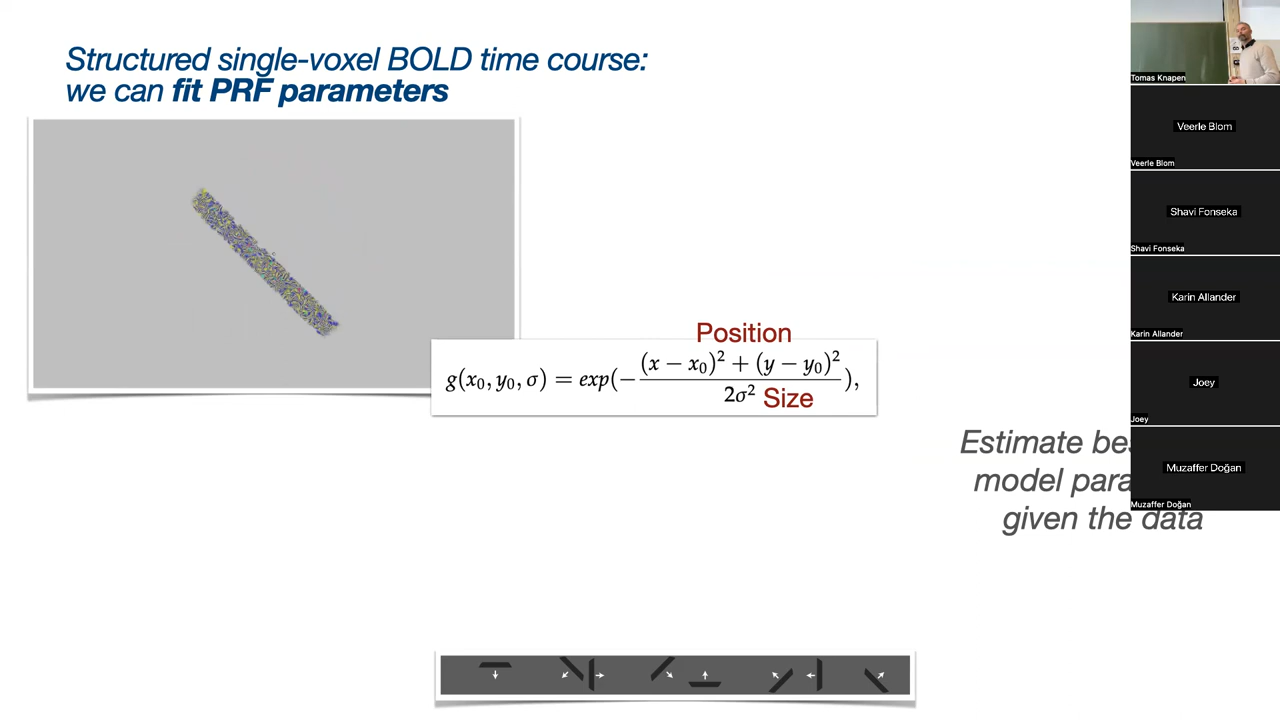 Structured single-voxel BOLD time course:
we can fit PRF parameters
Position
g(x₀, y₀, σ) = exp(−((x − x₀)² + (y − y₀)²)/(2σ²)),
Size
Estimate
model
given the data
Tomas Knapen
Veerle Blom
Veerle Blom
Shavi Fonseka
Shavi Fonseka
Karin Allander
Karin Allander
Joey
Joey
Muzaffer Doğan
Muzaffer Doğan